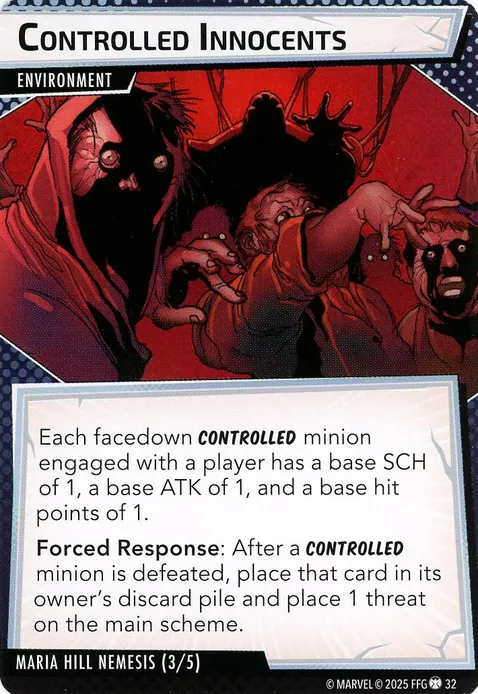 CONTROLLED INNOCENTS
ENVIRONMENT
Each facedown CONTROLLED minion
engaged with a player has a base SCH
of 1, a base ATK of 1, and a base hit
points of 1.
Forced Response: After a CONTROLLED
minion is defeated, place that card in its
owner's discard pile and place 1 threat
on the main scheme.
MARIA HILL NEMESIS (3/5)
© MARVEL © 2025 FFG 32